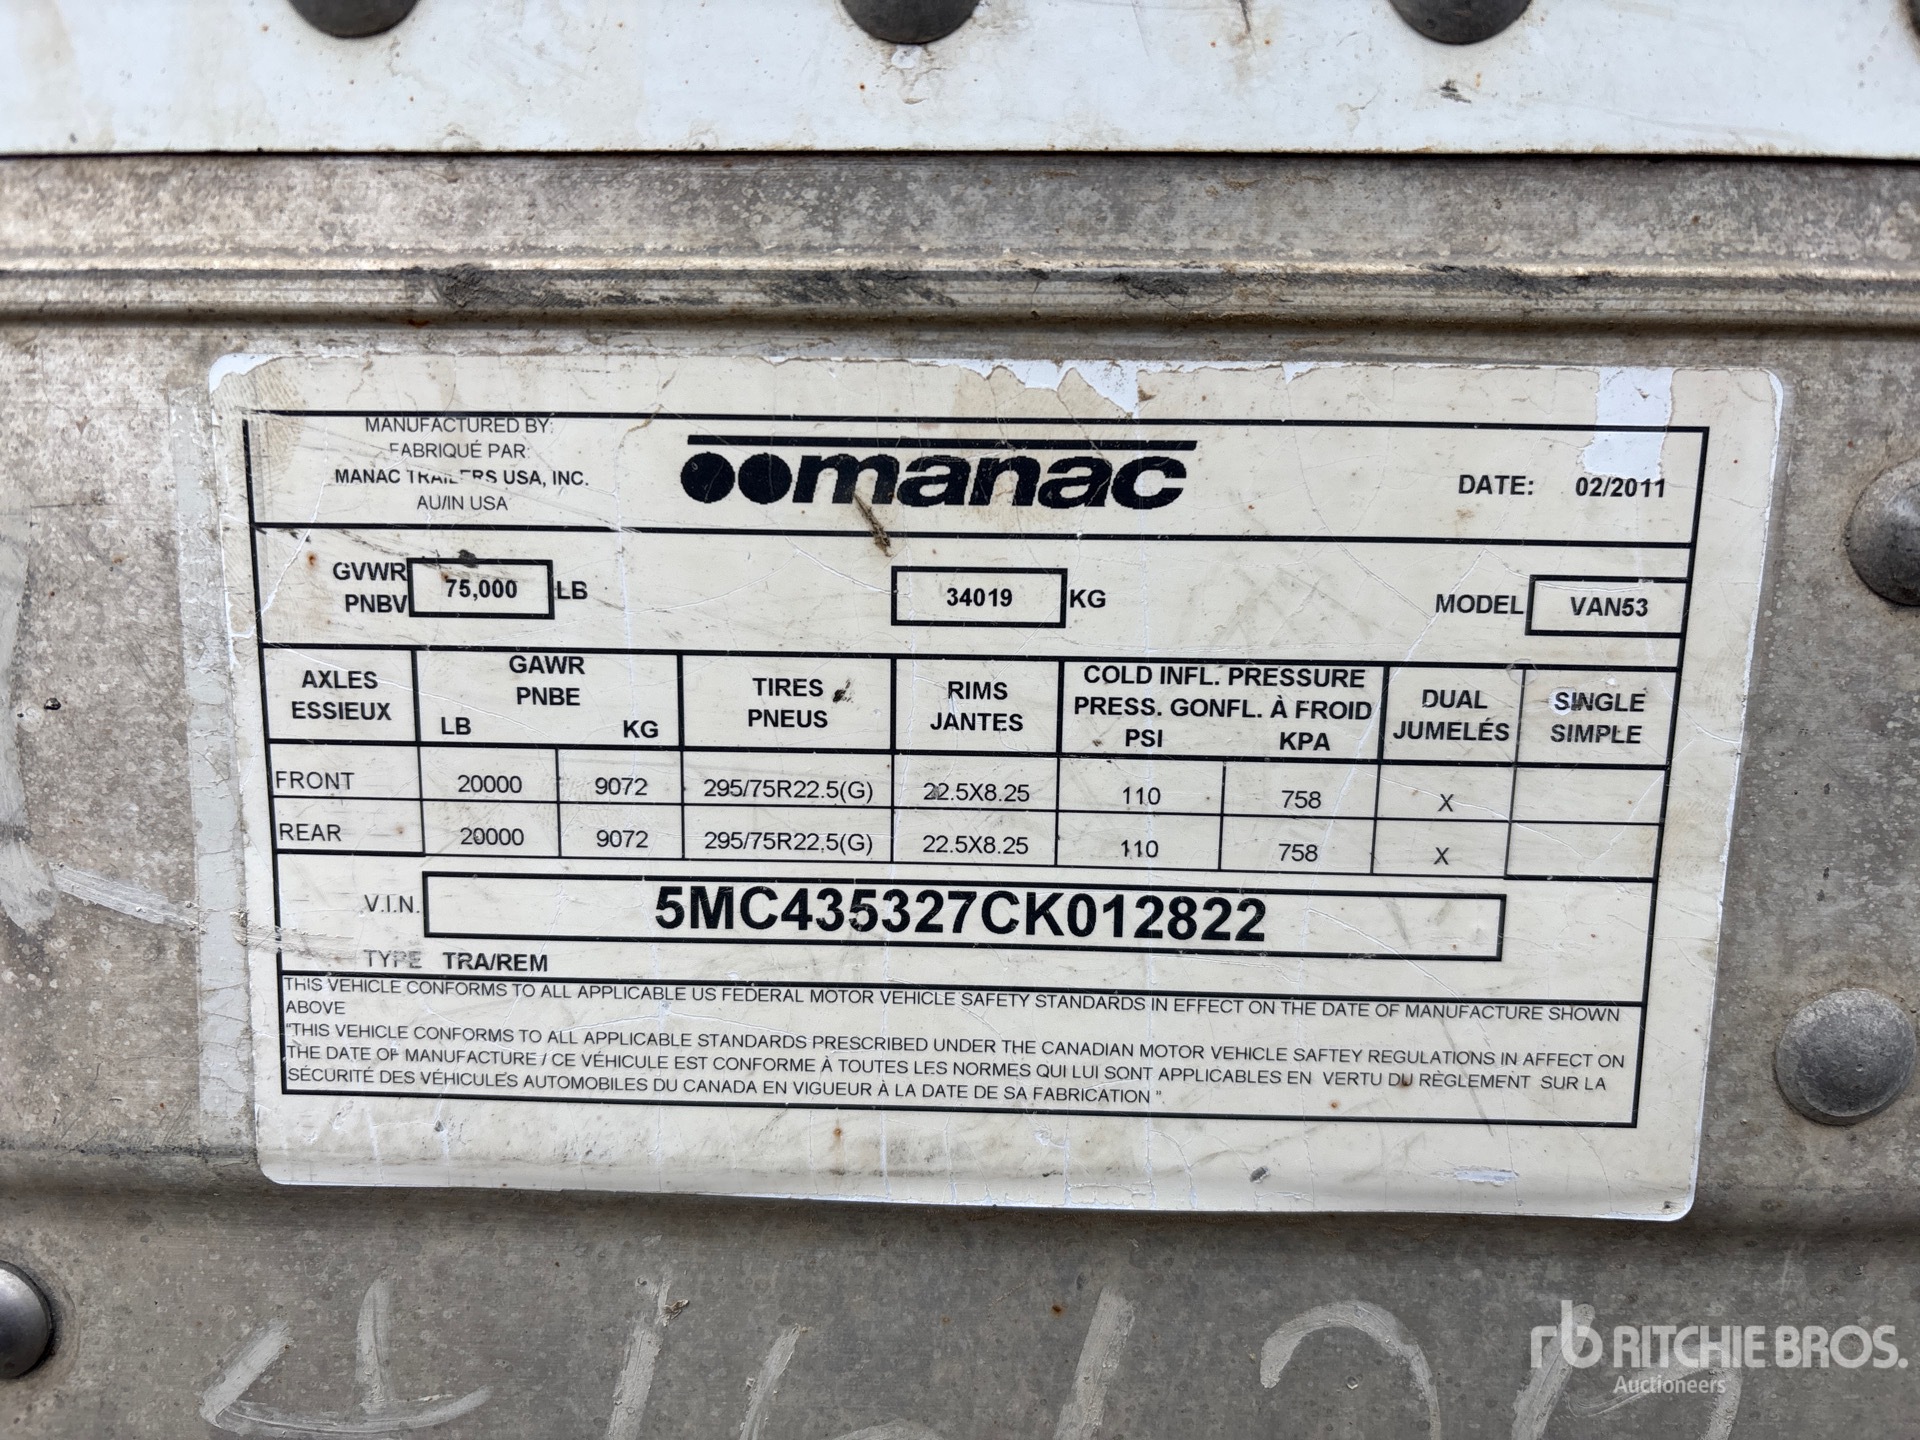 MANUFACTURED BY:
FABRIQUÉ PAR:
MANAC TRAILERS USA, INC.
AU/IN USA
manac
DATE: 02/2011
GVWR
PNBV
75,000 LB
34019 KG
MODEL VAN53
AXLES
ESSIEUX
GAWR
PNBE
LB KG
TIRES
PNEUS
RIMS
JANTES
COLD INFL. PRESSURE
PRESS. GONFL. À FROID
PSI KPA
DUAL
JUMELÉS
SINGLE
SIMPLE
FRONT 20000 9072 295/75R22.5(G) 22.5X8.25 110 758 X
REAR 20000 9072 295/75R22.5(G) 22.5X8.25 110 758 X
V.I.N. 5MC435327CK012822
TYPE TRA/REM
THIS VEHICLE CONFORMS TO ALL APPLICABLE US FEDERAL MOTOR VEHICLE SAFETY STANDARDS IN EFFECT ON THE DATE OF MANUFACTURE SHOWN
ABOVE
"THIS VEHICLE CONFORMS TO ALL APPLICABLE STANDARDS PRESCRIBED UNDER THE CANADIAN MOTOR VEHICLE SAFTEY REGULATIONS IN AFFECT ON
THE DATE OF MANUFACTURE / CE VÉHICULE EST CONFORME À TOUTES LES NORMES QUI LUI SONT APPLICABLES EN VERTU DU RÈGLEMENT SUR LA
SÉCURITÉ DES VÉHICULES AUTOMOBILES DU CANADA EN VIGUEUR À LA DATE DE SA FABRICATION "
rb RITCHIE BROS.
Auctioneers